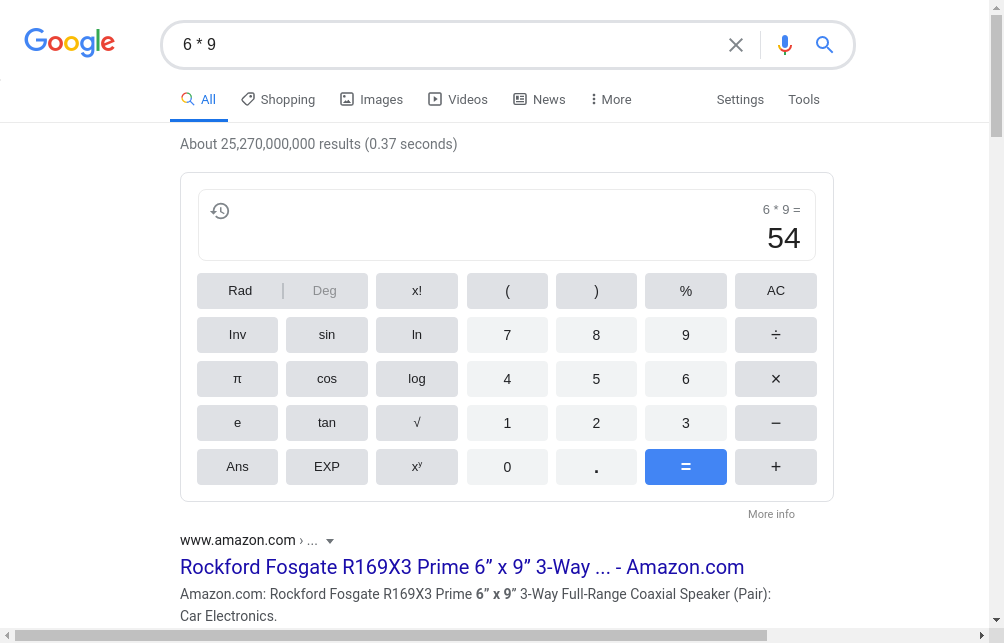 Google
6 * 9
All Shopping Images Videos News More Settings Tools
About 25,270,000,000 results (0.37 seconds)
6 * 9 =
54
Rad Deg x! ( ) % AC
Inv sin ln 7 8 9 ÷
π cos log 4 5 6 ×
e tan √ 1 2 3 −
Ans EXP xʸ 0 . = +
More info
www.amazon.com › ...
Rockford Fosgate R169X3 Prime 6” x 9” 3-Way ... - Amazon.com
Amazon.com: Rockford Fosgate R169X3 Prime 6” x 9” 3-Way Full-Range Coaxial Speaker (Pair):
Car Electronics.